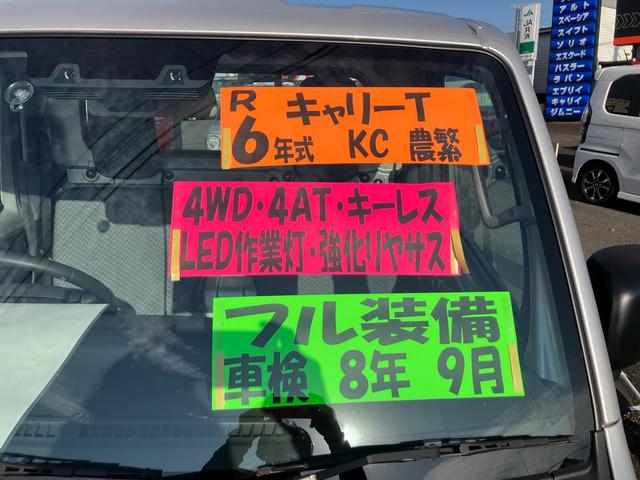 アルト
スペーシア
スイフト
ソリオ
エスクード
ハスラー
ラパン
エブリイ
キャリイ
ジムニー
R キャリーT
6年式 KC 農繁
4WD・4AT・キーレス
LED作業灯・強化リヤサス
フル装備
車検 8年 9月